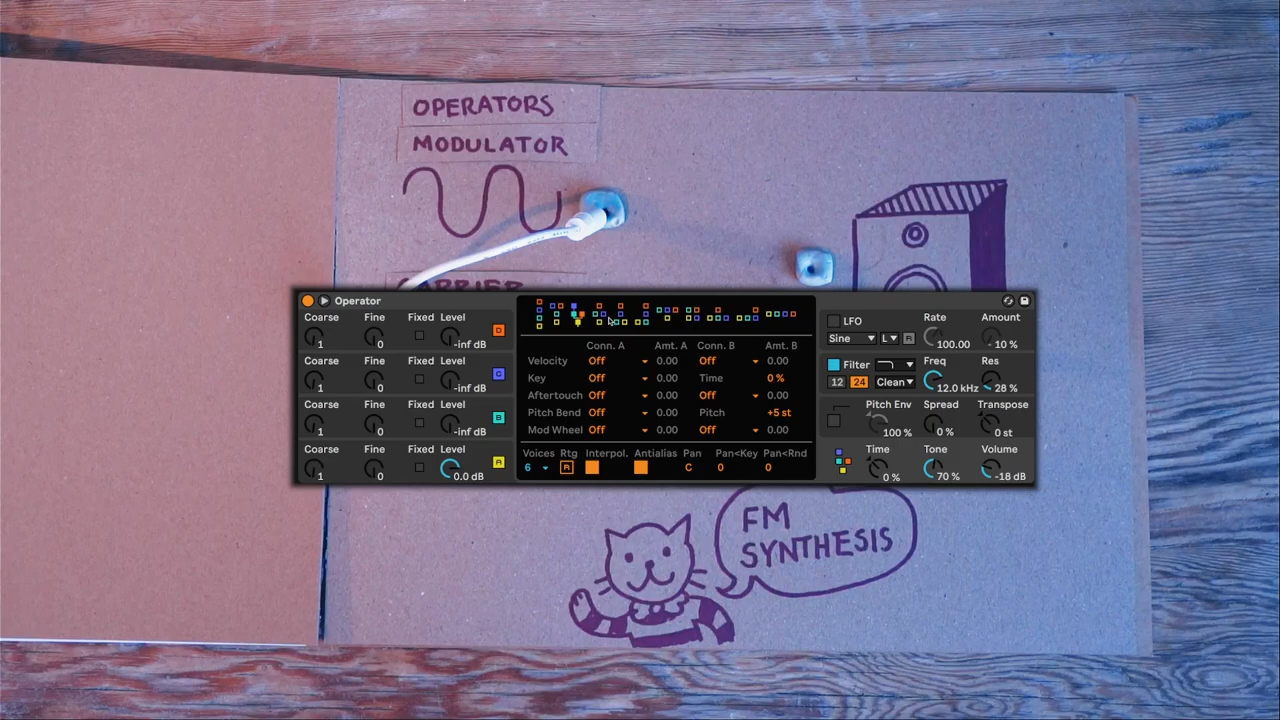 OPERATORS
MODULATOR
CARRIER
Operator
Coarse Fine Fixed Level
1 0 -inf dB D
Coarse Fine Fixed Level
1 0 -inf dB C
Coarse Fine Fixed Level
1 0 -inf dB B
Coarse Fine Fixed Level
1 0 0.0 dB A
Conn. A Amt. A Conn. B Amt. B
Velocity Off 0.00 Off 0.00
Key Off 0.00 Time 0 %
Aftertouch Off 0.00 Off 0.00
Pitch Bend Off 0.00 Pitch +5 st
Mod Wheel Off 0.00 Off 0.00
Voices Rtg Interpol. Antialias Pan Pan<Key Pan<Rnd
6 R C 0 0
LFO Rate Amount
Sine L R 100.00 10 %
Filter Freq Res
12 24 Clean 12.0 kHz 28 %
Pitch Env Spread Transpose
100 % 0 % 0 st
Time Tone Volume
0 % 70 % -18 dB
FM
SYNTHESIS